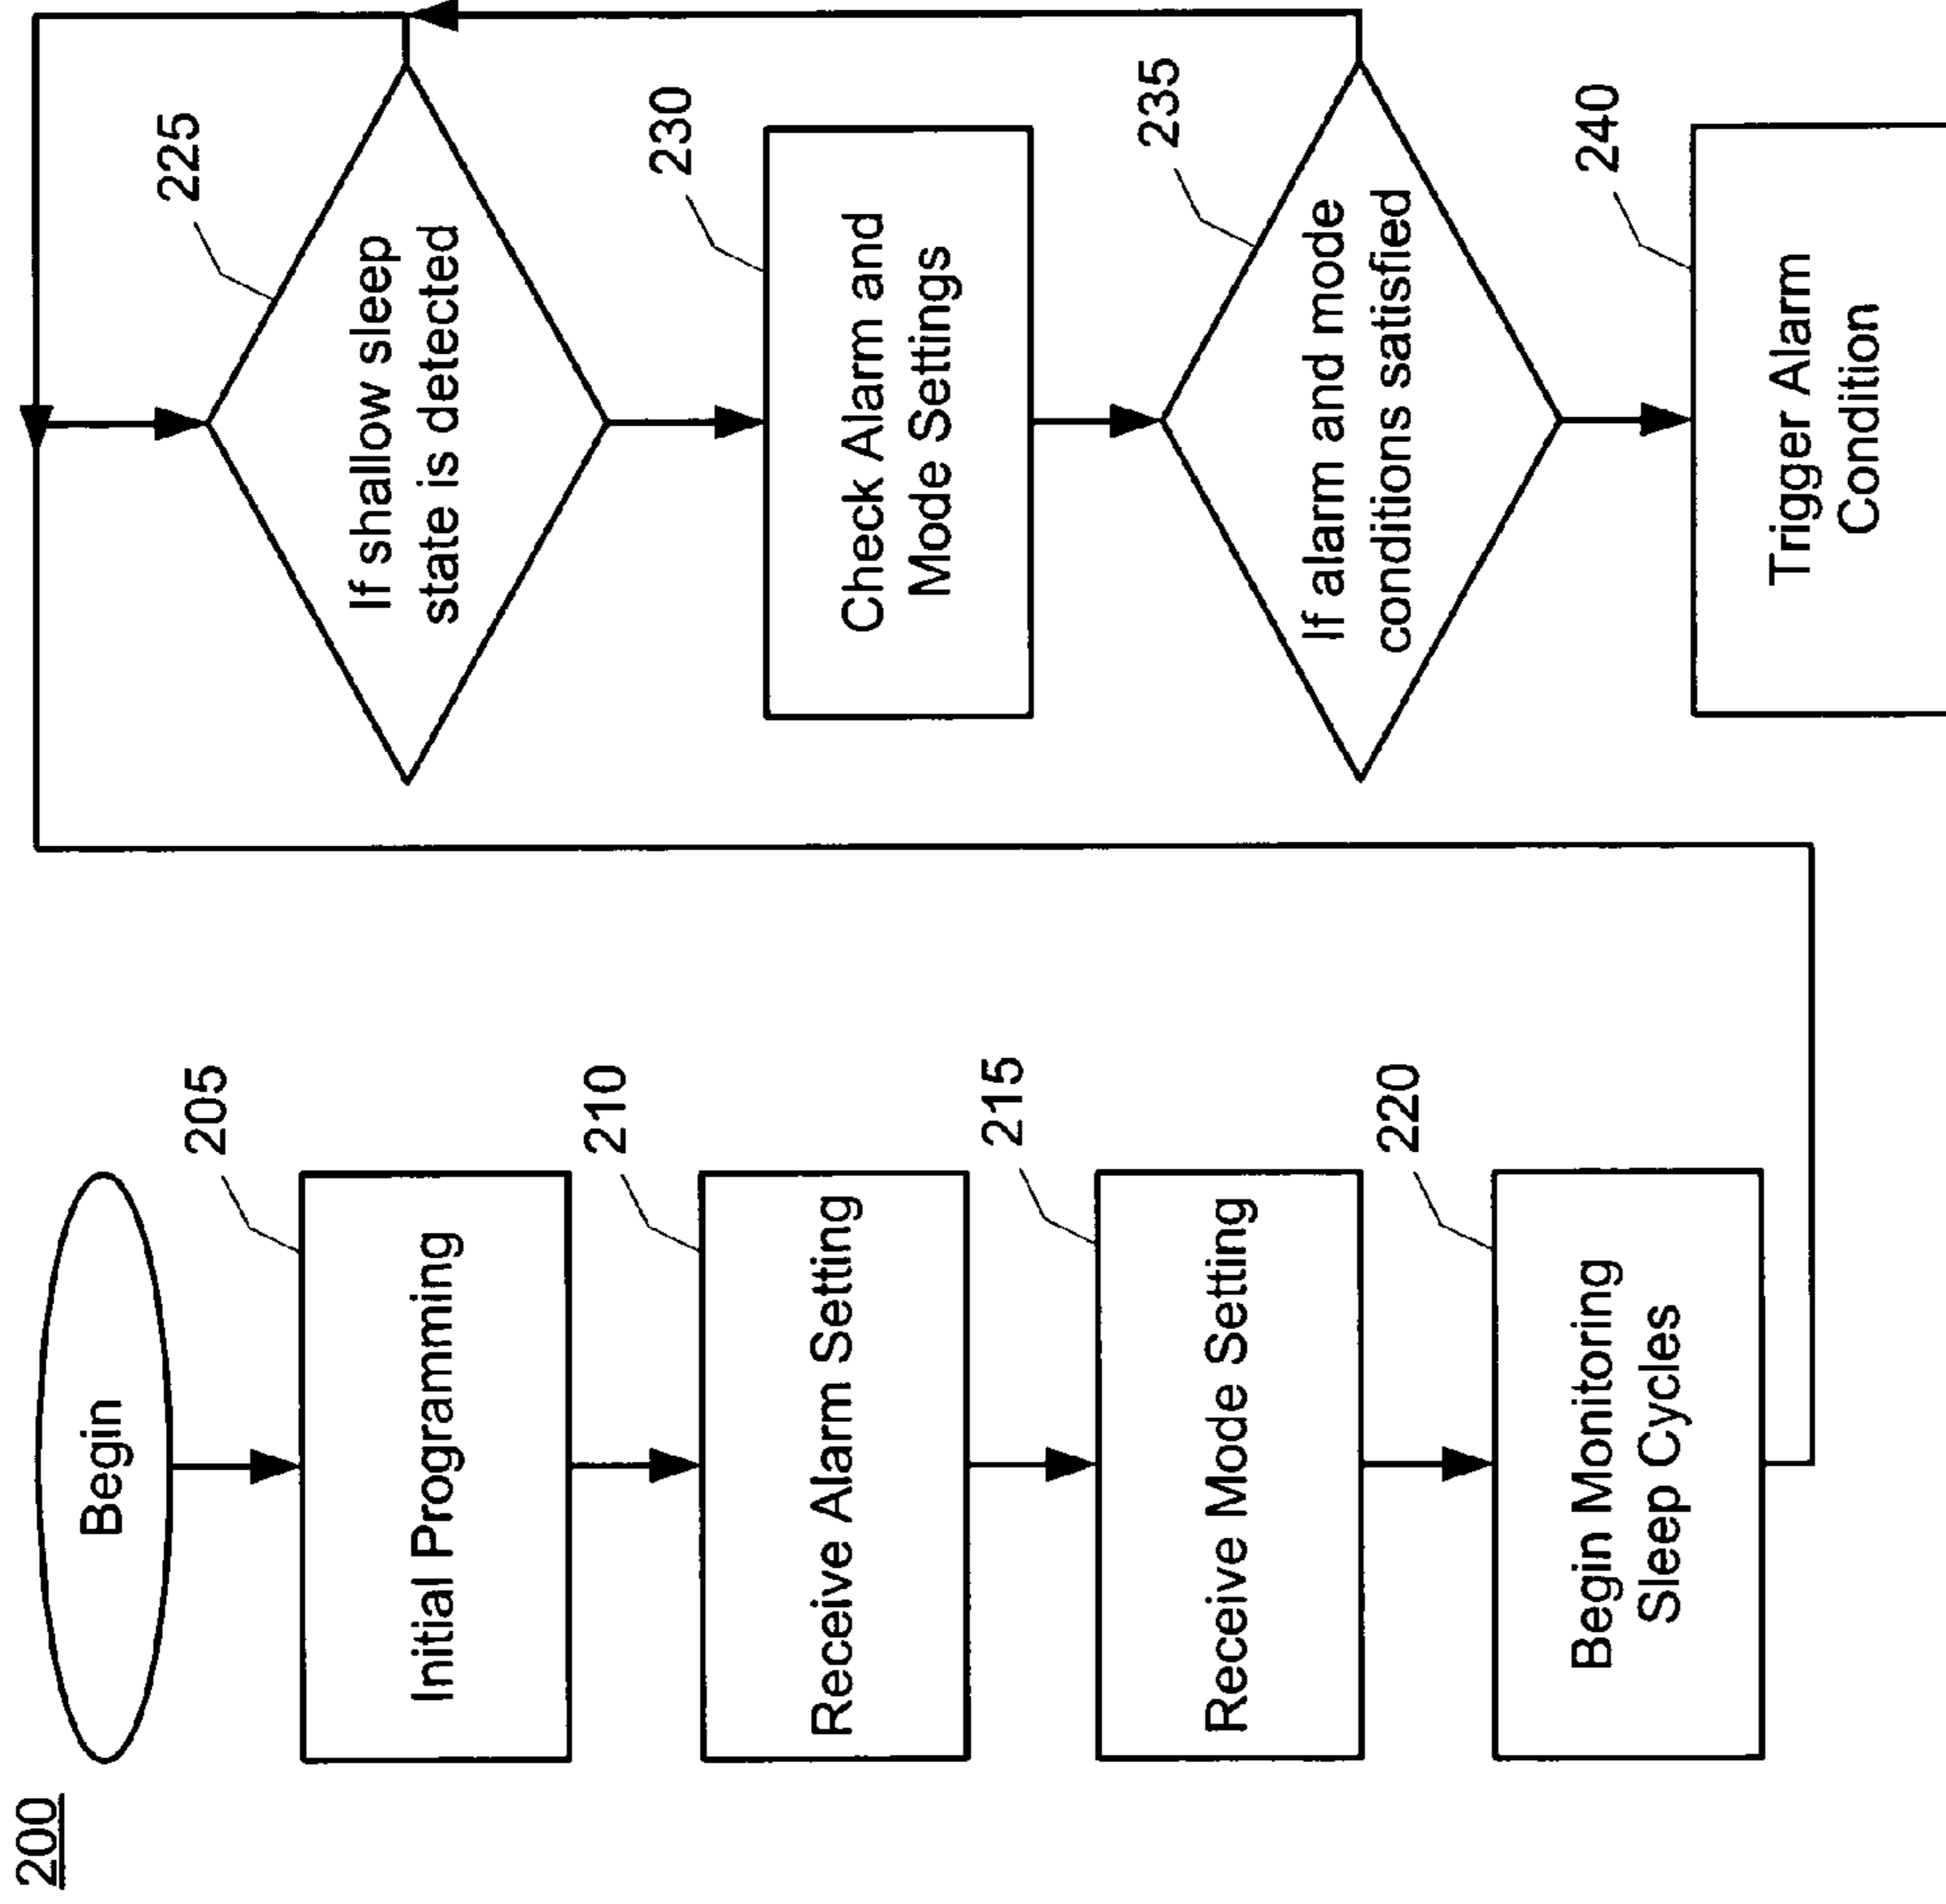 200
Begin
205
Initial Programming
210
Receive Alarm Setting
215
Receive Mode Setting
220
Begin Monitoring
Sleep Cycles
225
If shallow sleep
state is detected
230
Check Alarm and
Mode Settings
235
If alarm and mode
conditions satisfied
240
Trigger Alarm
Condition